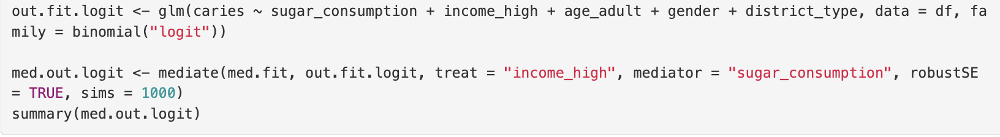 out.fit.logit <- glm(caries ~ sugar_consumption + income_high + age_adult + gender + district_type, data = df, fa
mily = binomial("logit"))
med.out.logit <- mediate(med.fit, out.fit.logit, treat = "income_high", mediator = "sugar_consumption", robustSE
= TRUE, sims = 1000)
summary(med.out.logit)